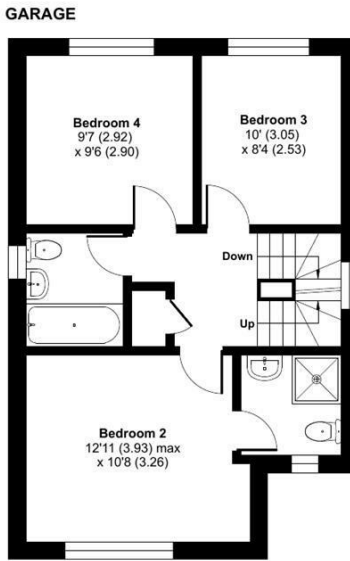 GARAGE
Bedroom 4
9'7 (2.92)
x 9'6 (2.90)
Bedroom 3
10' (3.05)
x 8'4 (2.53)
Down
Up
Bedroom 2
12'11 (3.93) max
x 10'8 (3.26)